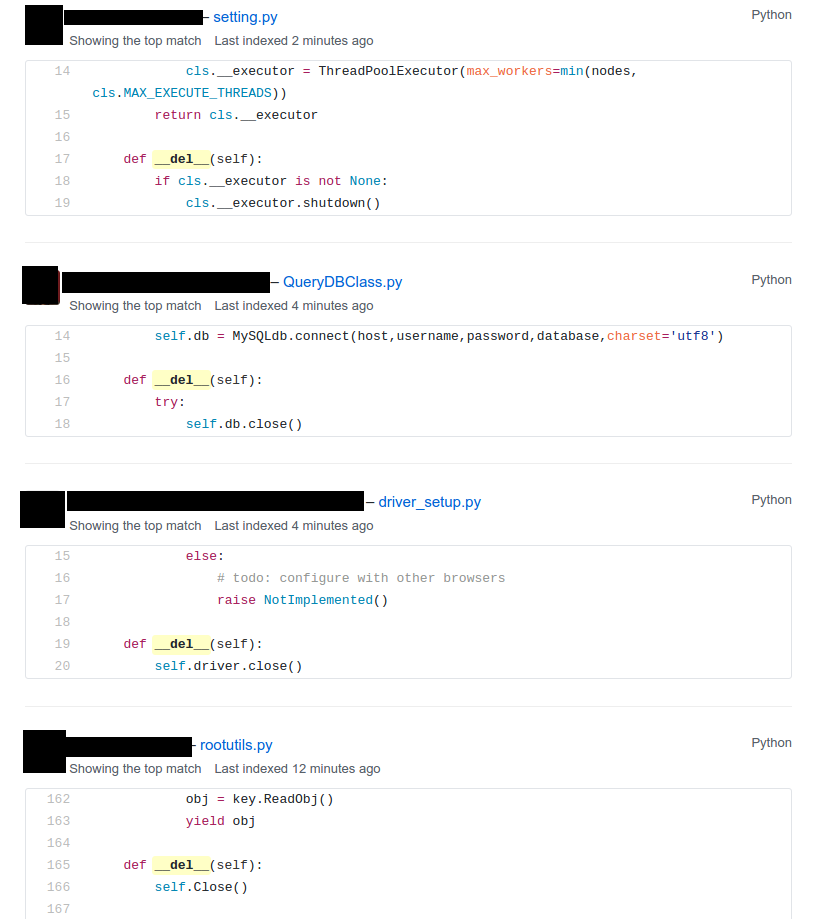 – setting.py Python
Showing the top match Last indexed 2 minutes ago
14 cls.__executor = ThreadPoolExecutor(max_workers=min(nodes,
cls.MAX_EXECUTE_THREADS))
15 return cls.__executor
16
17 def __del__(self):
18 if cls.__executor is not None:
19 cls.__executor.shutdown()
– QueryDBClass.py Python
Showing the top match Last indexed 4 minutes ago
14 self.db = MySQLdb.connect(host,username,password,database,charset='utf8')
15
16 def __del__(self):
17 try:
18 self.db.close()
– driver_setup.py Python
Showing the top match Last indexed 4 minutes ago
15 else:
16 # todo: configure with other browsers
17 raise NotImplemented()
18
19 def __del__(self):
20 self.driver.close()
– rootutils.py Python
Showing the top match Last indexed 12 minutes ago
162 obj = key.ReadObj()
163 yield obj
164
165 def __del__(self):
166 self.Close()
167